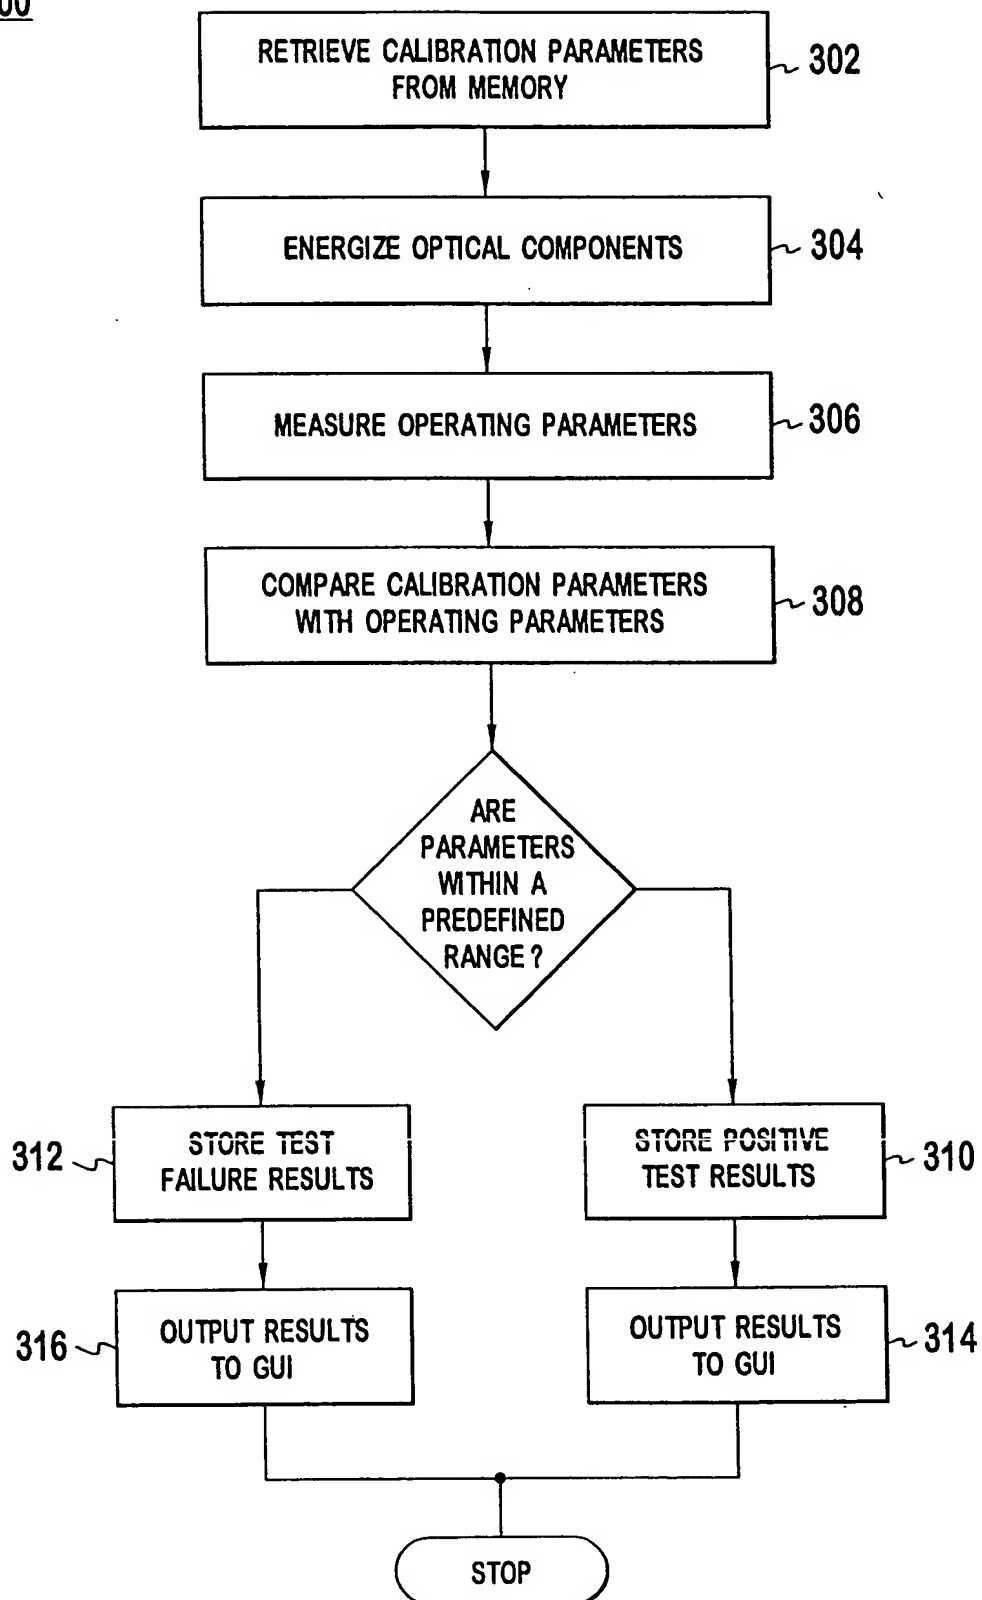 00
RETRIEVE CALIBRATION PARAMETERS
FROM MEMORY
302
ENERGIZE OPTICAL COMPONENTS
304
MEASURE OPERATING PARAMETERS
306
COMPARE CALIBRATION PARAMETERS
WITH OPERATING PARAMETERS
308
ARE
PARAMETERS
WITHIN A
PREDEFINED
RANGE?
312
STORE TEST
FAILURE RESULTS
STORE POSITIVE
TEST RESULTS
310
316
OUTPUT RESULTS
TO GUI
OUTPUT RESULTS
TO GUI
314
STOP